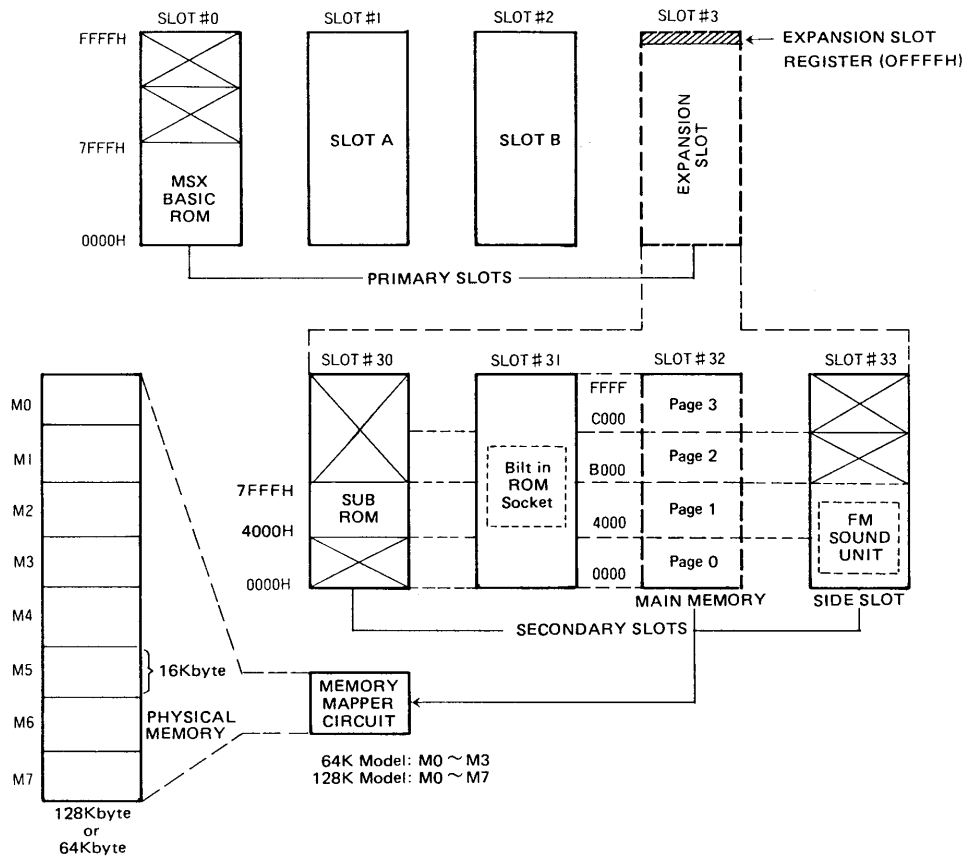 SLOT #0
SLOT #1
SLOT #2
SLOT #3
FFFFH
EXPANSION SLOT
REGISTER (OFFFFH)
7FFFH
MSX
BASIC
ROM
SLOT A
SLOT B
EXPANSION
SLOT
0000H
PRIMARY SLOTS
SLOT #30
SLOT #31
SLOT #32
SLOT #33
FFFF
C000
B000
4000
0000
Page 3
Page 2
Page 1
Page 0
7FFFH
4000H
0000H
SUB
ROM
Bilt in
ROM
Socket
FM
SOUND
UNIT
MAIN MEMORY
SIDE SLOT
SECONDARY SLOTS
M0
M1
M2
M3
M4
M5
M6
M7
16Kbyte
PHYSICAL
MEMORY
MEMORY
MAPPER
CIRCUIT
64K Model: M0 ~ M3
128K Model: M0 ~ M7
128Kbyte
or
64Kbyte